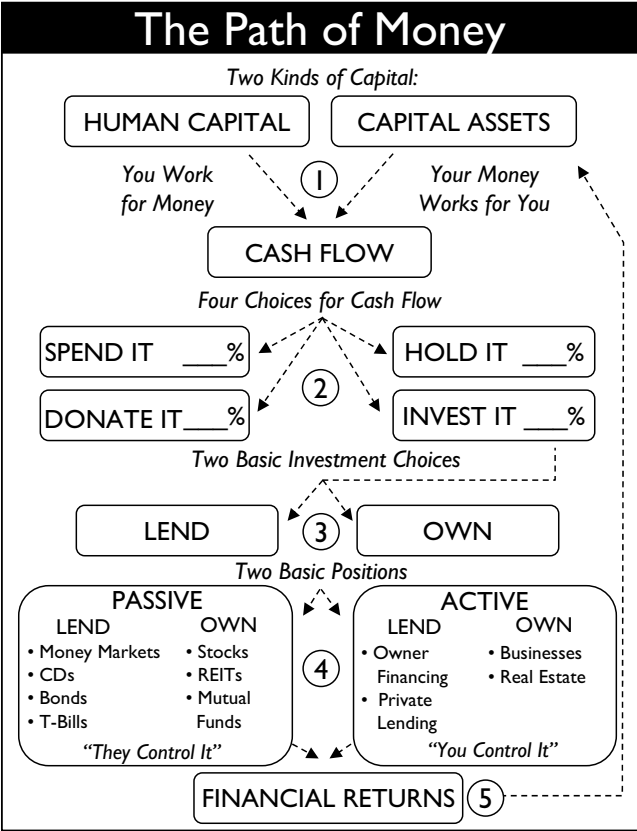 The Path of Money
Two Kinds of Capital:
HUMAN CAPITAL
CAPITAL ASSETS
You Work
for Money
1
Your Money
Works for You
CASH FLOW
Four Choices for Cash Flow
SPEND IT ___%
HOLD IT ___%
2
DONATE IT___%
INVEST IT ___%
Two Basic Investment Choices
LEND
3
OWN
Two Basic Positions
PASSIVE
LEND
• Money Markets
• CDs
• Bonds
• T-Bills
OWN
• Stocks
• REITs
• Mutual
Funds
"They Control It"
4
ACTIVE
LEND
• Owner
Financing
• Private
Lending
OWN
• Businesses
• Real Estate
"You Control It"
FINANCIAL RETURNS
5